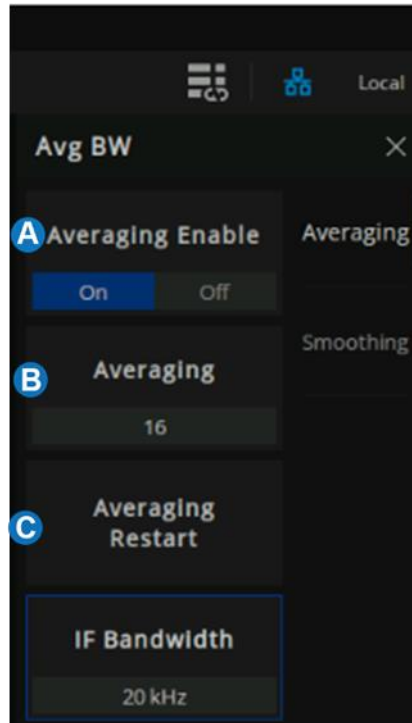 Local
Avg BW
A
Averaging Enable
Averaging
On
Off
Smoothing
B
Averaging
16
C
Averaging
Restart
IF Bandwidth
20 kHz